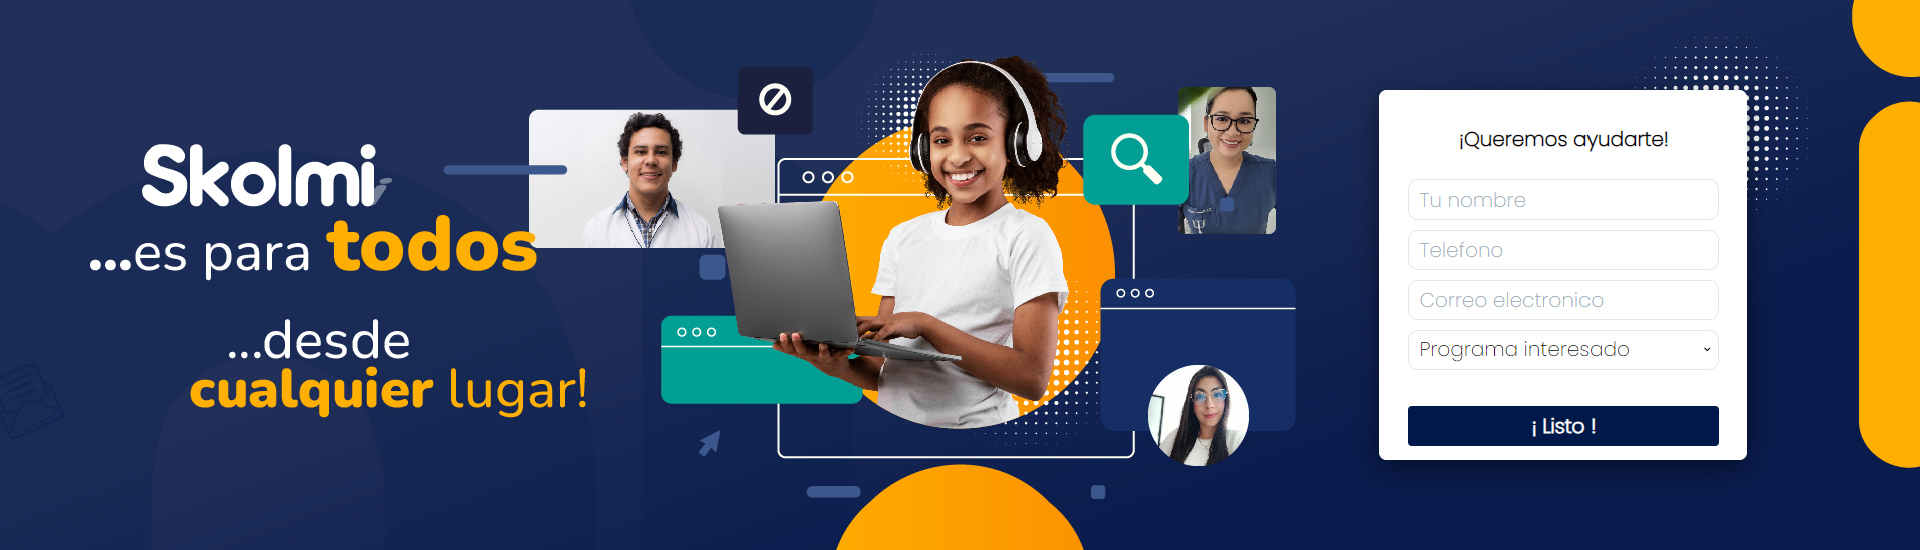 Skolmi
...es para todos
...desde
cualquier lugar!
¡Queremos ayudarte!
Tu nombre
Telefono
Correo electronico
Programa interesado
¡ Listo !